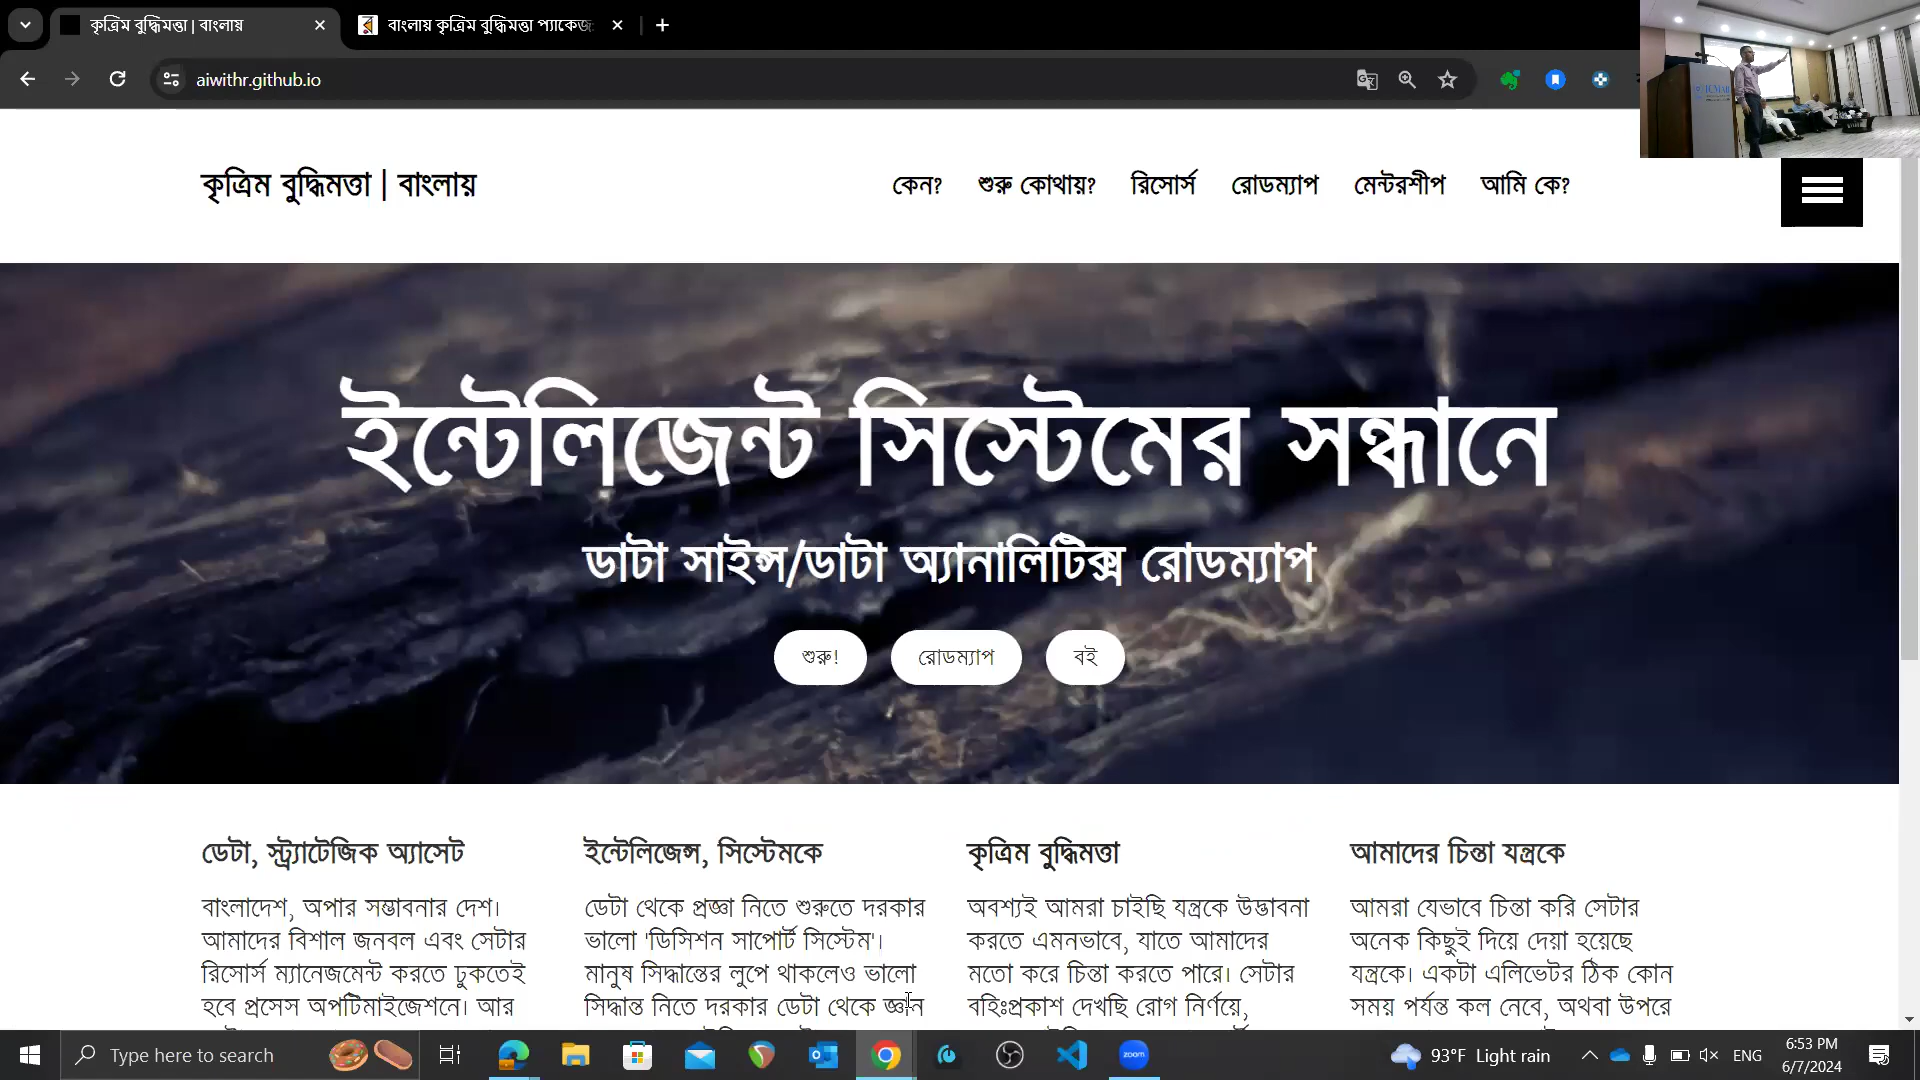 কৃত্রিম বুদ্ধিমত্তা | বাংলায়
বাংলায় কৃত্রিম বুদ্ধিমত্তা প্যাকেজ:
aiwithr.github.io
কৃত্রিম বুদ্ধিমত্তা | বাংলায়
কেন? শুরু কোথায়? রিসোর্স রোডম্যাপ মেন্টরশীপ আমি কে?
ইন্টেলিজেন্ট সিস্টেমের সন্ধানে
ডাটা সাইন্স/ডাটা অ্যানালিটিক্স রোডম্যাপ
শুরু! রোডম্যাপ বই
ডেটা, স্ট্র্যাটেজিক অ্যাসেট
বাংলাদেশ, অপার সম্ভাবনার দেশ।
আমাদের বিশাল জনবল এবং সেটার
রিসোর্স ম্যানেজমেন্ট করতে ঢুকতেই
হবে প্রসেস অপটিমাইজেশনে। আর
ইন্টেলিজেন্স, সিস্টেমকে
ডেটা থেকে প্রজ্ঞা নিতে শুরুতে দরকার
ভালো 'ডিসিশন সাপোর্ট সিস্টেম'।
মানুষ সিদ্ধান্তের লুপে থাকলেও ভালো
সিদ্ধান্ত নিতে দরকার ডেটা থেকে জ্ঞান
কৃত্রিম বুদ্ধিমত্তা
অবশ্যই আমরা চাইছি যন্ত্রকে উদ্ভাবনা
করতে এমনভাবে, যাতে আমাদের
মতো করে চিন্তা করতে পারে। সেটার
বহিঃপ্রকাশ দেখছি রোগ নির্ণয়ে,
আমাদের চিন্তা যন্ত্রকে
আমরা যেভাবে চিন্তা করি সেটার
অনেক কিছুই দিয়ে দেয়া হয়েছে
যন্ত্রকে। একটা এলিভেটর ঠিক কোন
সময় পর্যন্ত কল নেবে, অথবা উপরে
Type here to search
zoom
93°F Light rain
ENG
6:53 PM
6/7/2024